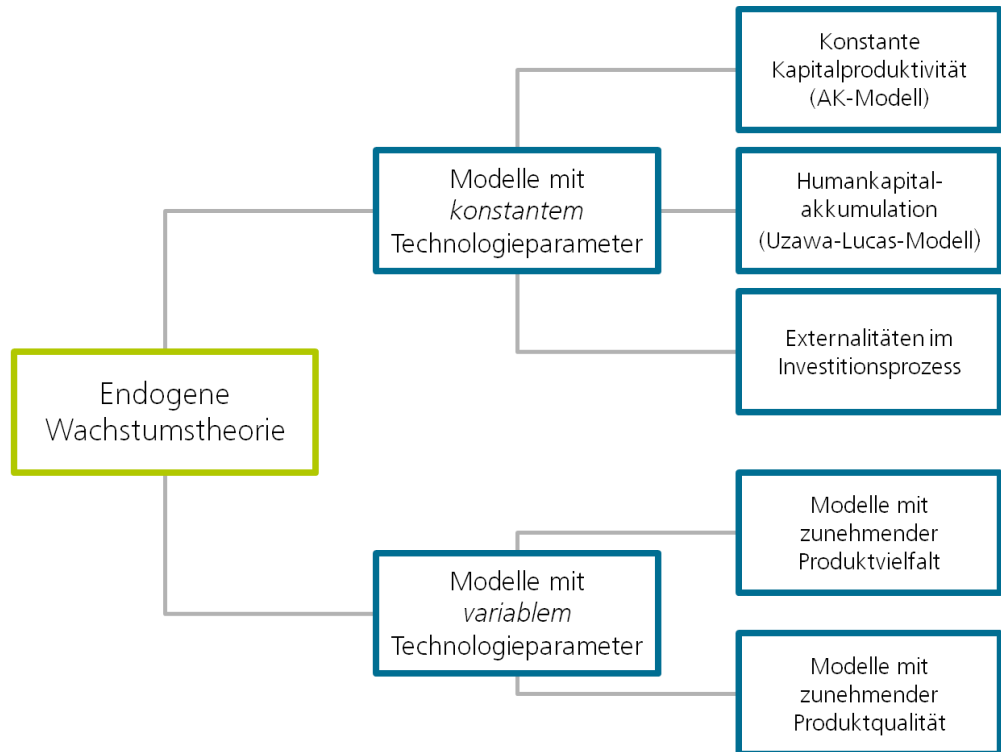 Endogene
Wachstumstheorie
Modelle mit
konstantem
Technologieparameter
Konstante
Kapitalproduktivität
(AK-Modell)
Humankapital-
akkumulation
(Uzawa-Lucas-Modell)
Externalitäten im
Investitionsprozess
Modelle mit
variablem
Technologieparameter
Modelle mit
zunehmender
Produktvielfalt
Modelle mit
zunehmender
Produktqualität